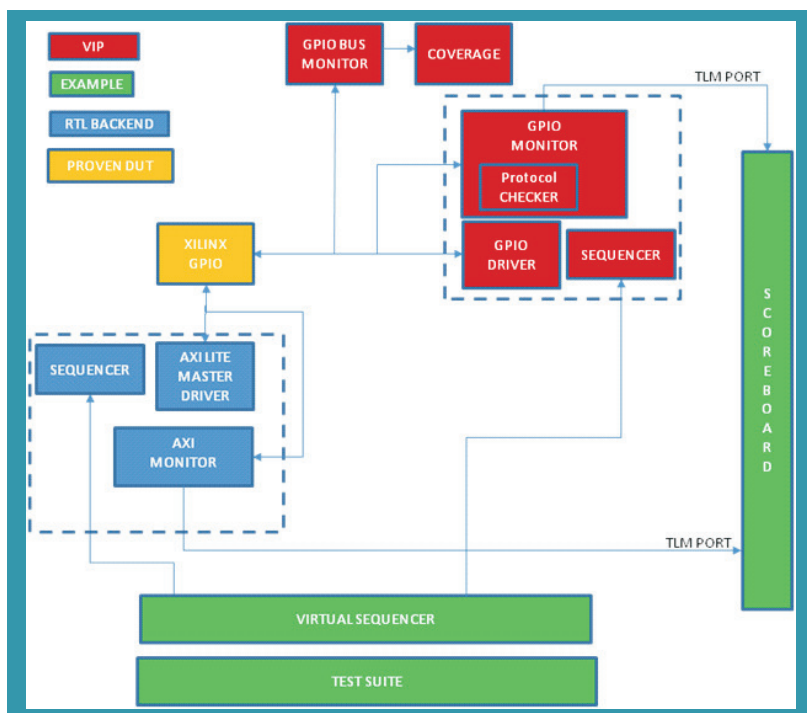 VIP
EXAMPLE
RTL BACKEND
PROVEN DUT
GPIO BUS
MONITOR
COVERAGE
TLM PORT
GPIO
MONITOR
Protocol
CHECKER
GPIO
DRIVER
SEQUENCER
XILINX
GPIO
SEQUENCER
AXI LITE
MASTER
DRIVER
AXI
MONITOR
SCOREBOARD
TLM PORT
VIRTUAL SEQUENCER
TEST SUITE